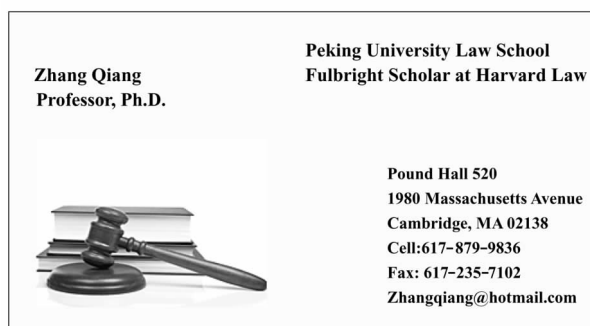 Peking University Law School
Fulbright Scholar at Harvard Law
Zhang Qiang
Professor, Ph.D.
Pound Hall 520
1980 Massachusetts Avenue
Cambridge, MA 02138
Cell:617-879-9836
Fax: 617-235-7102
Zhangqiang@hotmail.com